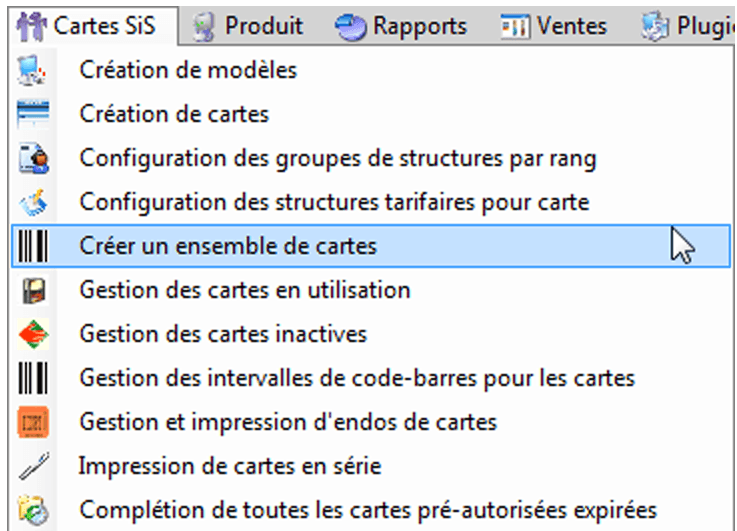 Cartes SiS Produit Rapports Ventes Plugi
Création de modèles
Création de cartes
Configuration des groupes de structures par rang
Configuration des structures tarifaires pour carte
Créer un ensemble de cartes
Gestion des cartes en utilisation
Gestion des cartes inactives
Gestion des intervalles de code-barres pour les cartes
Gestion et impression d'endos de cartes
Impression de cartes en série
Complétion de toutes les cartes pré-autorisées expirées